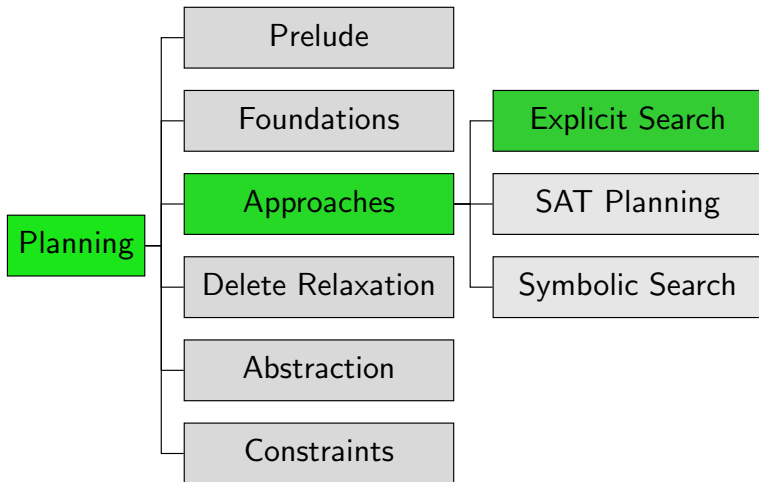 Planning
Prelude
Foundations
Approaches
Delete Relaxation
Abstraction
Constraints
Explicit Search
SAT Planning
Symbolic Search